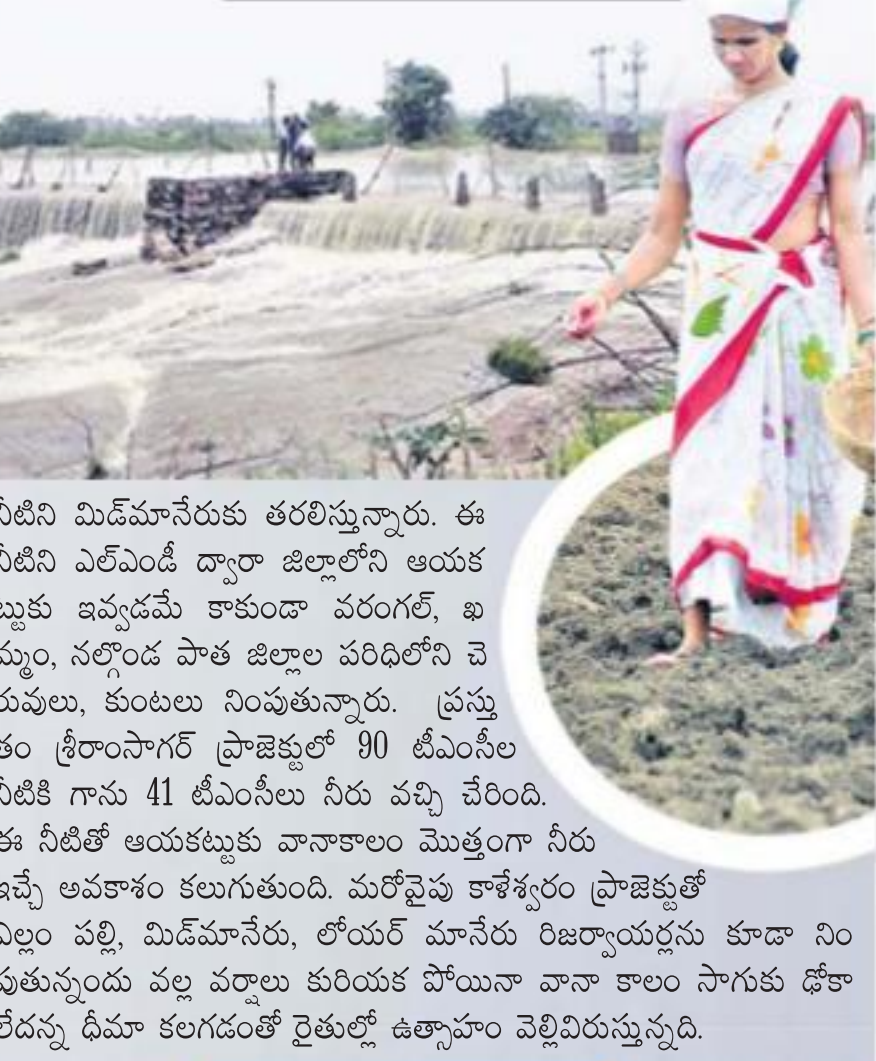 నీటిని మిడ్‌మానేరుకు తరలిస్తున్నారు. ఈ
నీటిని ఎల్‌ఎండీ ద్వారా జిల్లాలోని ఆయక
ట్టుకు ఇవ్వడమే కాకుండా వరంగల్, ఖ
మ్మం, నల్గొండ పాత జిల్లాల పరిధిలోని చె
రువులు, కుంటలు నింపుతున్నారు. ప్రస్తు
తం శ్రీరాంసాగర్ ప్రాజెక్టులో 90 టీఎంసీల
నీటికి గాను 41 టీఎంసీలు నీరు వచ్చి చేరింది.
ఈ నీటితో ఆయకట్టుకు వానాకాలం మొత్తంగా నీరు
ఇచ్చే అవకాశం కలుగుతుంది. మరోవైపు కాళేశ్వరం ప్రాజెక్టుతో
ఎల్లం పల్లి, మిడ్‌మానేరు, లోయర్ మానేరు రిజర్వాయర్లను కూడా నిం
పుతున్నందు వల్ల వర్షాలు కురియక పోయినా వానా కాలం సాగుకు ఢోకా
లేదన్న ధీమా కలగడంతో రైతుల్లో ఉత్సాహం వెల్లివిరుస్తున్నది.